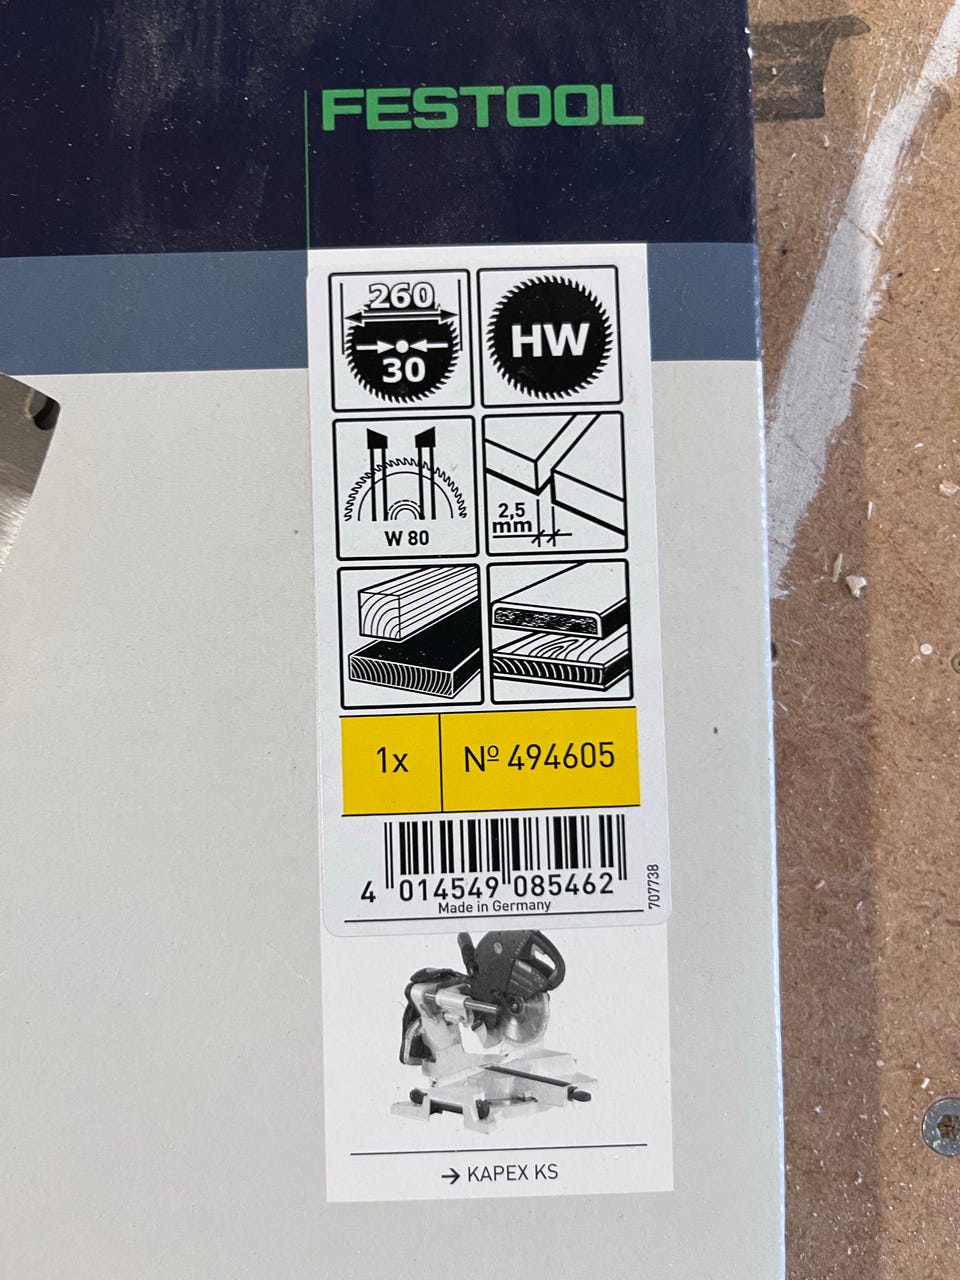 FESTOOL
260
30
HW
W 80
2,5
mm
1x
Nº 494605
4 014549 085462
Made in Germany
707738
→ KAPEX KS